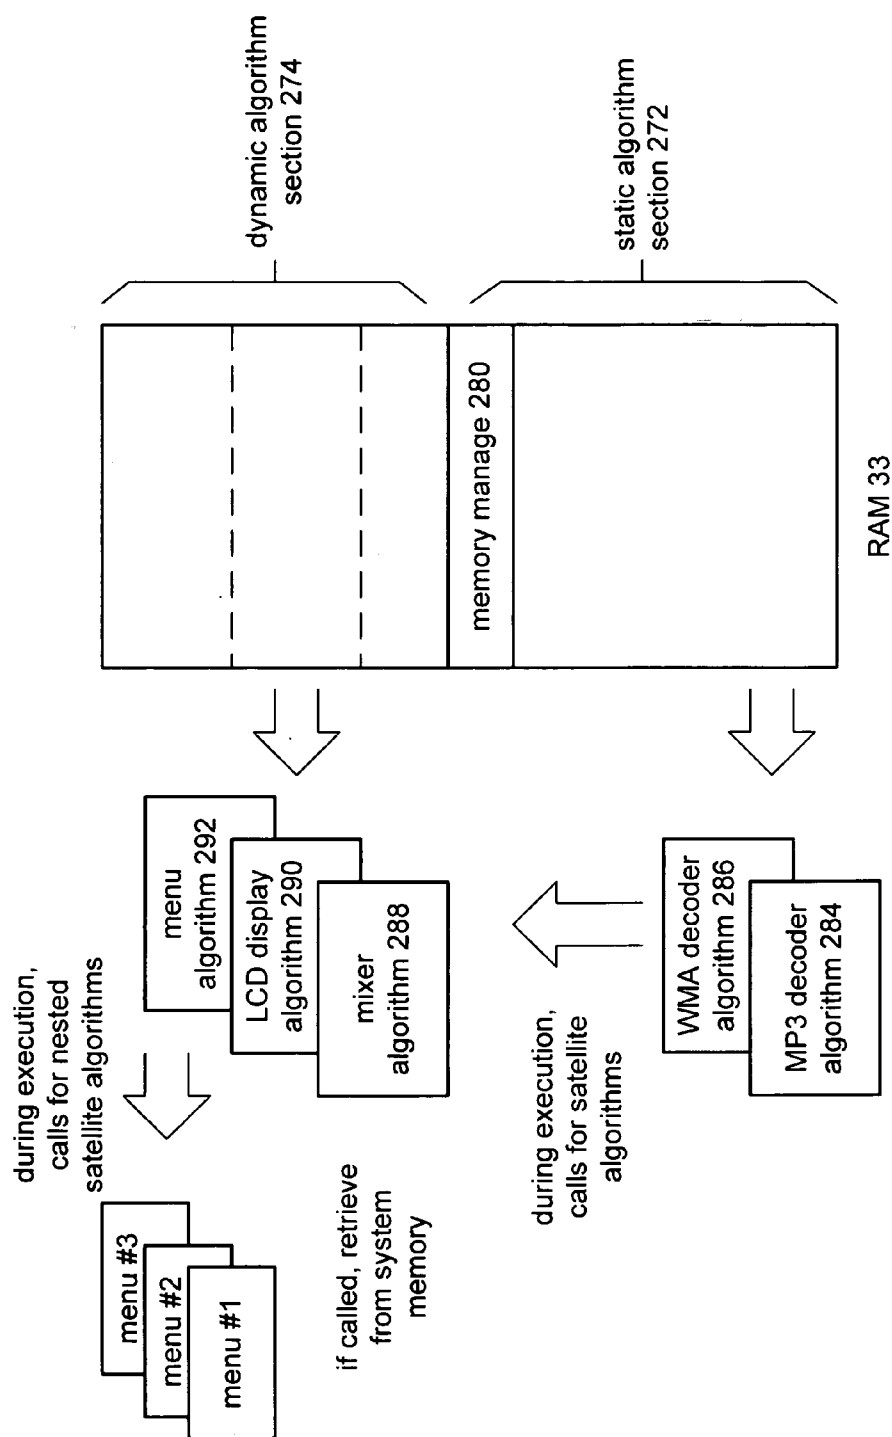 during execution,
calls for nested
satellite algorithms
menu #3
menu #2
menu #1
menu
algorithm 292
LCD display
algorithm 290
mixer
algorithm 288
dynamic algorithm
section 274
if called, retrieve
from system
memory
memory manage 280
during execution,
calls for satellite
algorithms
WMA decoder
algorithm 286
MP3 decoder
algorithm 284
static algorithm
section 272
RAM 33